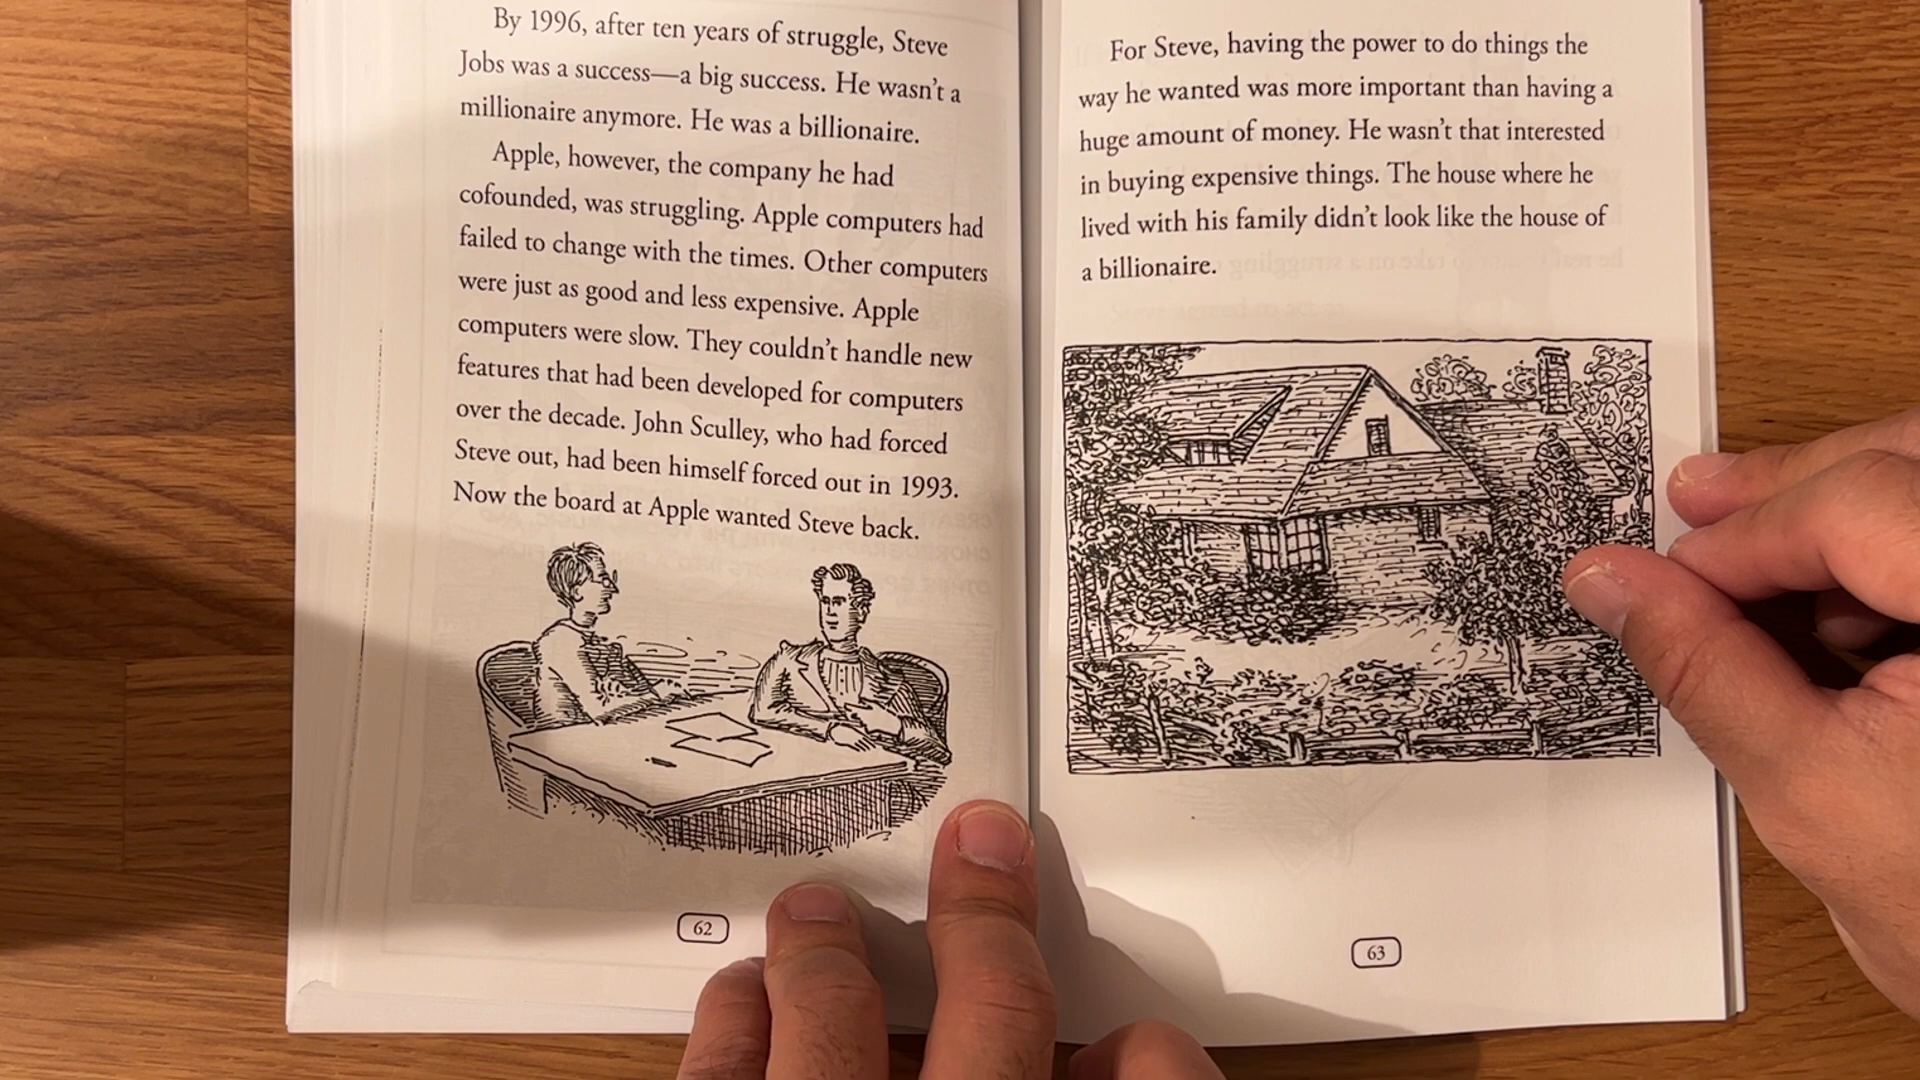 By 1996, after ten years of struggle, Steve
Jobs was a success—a big success. He wasn't a
millionaire anymore. He was a billionaire.
Apple, however, the company he had
cofounded, was struggling. Apple computers had
failed to change with the times. Other computers
were just as good and less expensive. Apple
computers were slow. They couldn't handle new
features that had been developed for computers
over the decade. John Sculley, who had forced
Steve out, had been himself forced out in 1993.
Now the board at Apple wanted Steve back.
62
For Steve, having the power to do things the
way he wanted was more important than having a
huge amount of money. He wasn't that interested
in buying expensive things. The house where he
lived with his family didn't look like the house of
a billionaire.
63